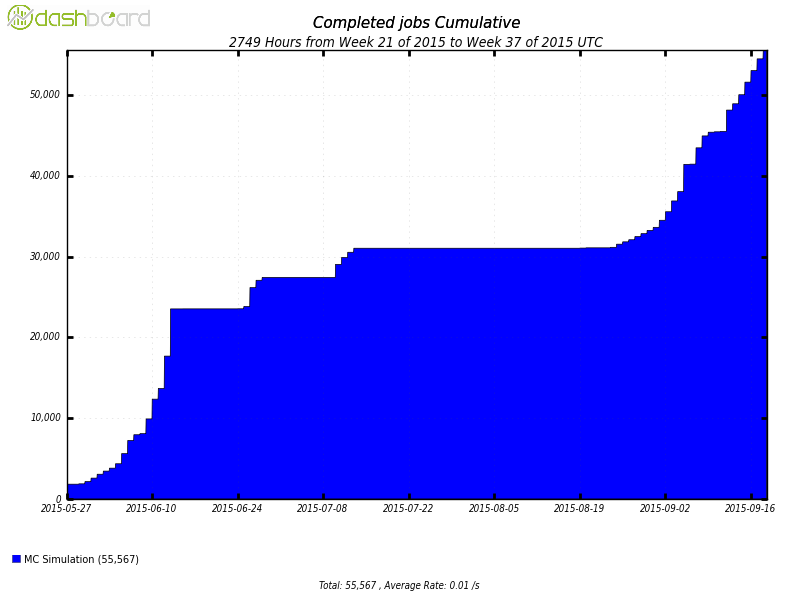 dashboard
Completed jobs Cumulative
2749 Hours from Week 21 of 2015 to Week 37 of 2015 UTC
50,000
40,000
30,000
20,000
10,000
0
2015-05-27 2015-06-10 2015-06-24 2015-07-08 2015-07-22 2015-08-05 2015-08-19 2015-09-02 2015-09-16
MC Simulation (55,567)
Total: 55,567 , Average Rate: 0.01 /s